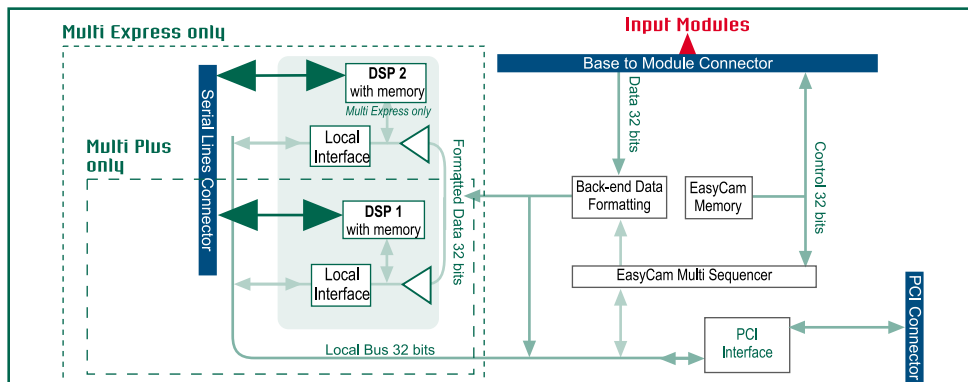 Multi Express only
Input Modules
Base to Module Connector
DSP 2
with memory
Multi Express only
Serial Lines Connector
Data 32 bits
Control 32 bits
Local
Interface
Multi Plus
only
Formatted Data 32 bits
Back-end Data
Formatting
EasyCam
Memory
DSP 1
with memory
EasyCam Multi Sequencer
Local
Interface
PCI Connector
PCI
Interface
Local Bus 32 bits